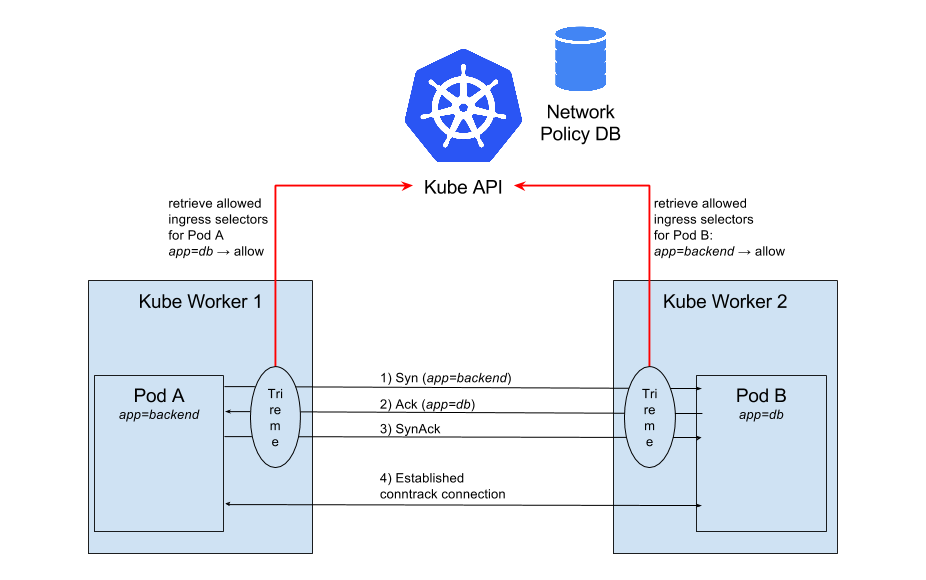 Network
Policy DB
Kube API
retrieve allowed
ingress selectors
for Pod A
app=db → allow
retrieve allowed
ingress selectors
for Pod B:
app=backend → allow
Kube Worker 1
Kube Worker 2
Pod A
app=backend
Tri
re
m
e
1) Syn (app=backend)
2) Ack (app=db)
3) SynAck
4) Established
conntrack connection
Tri
re
m
e
Pod B
app=db